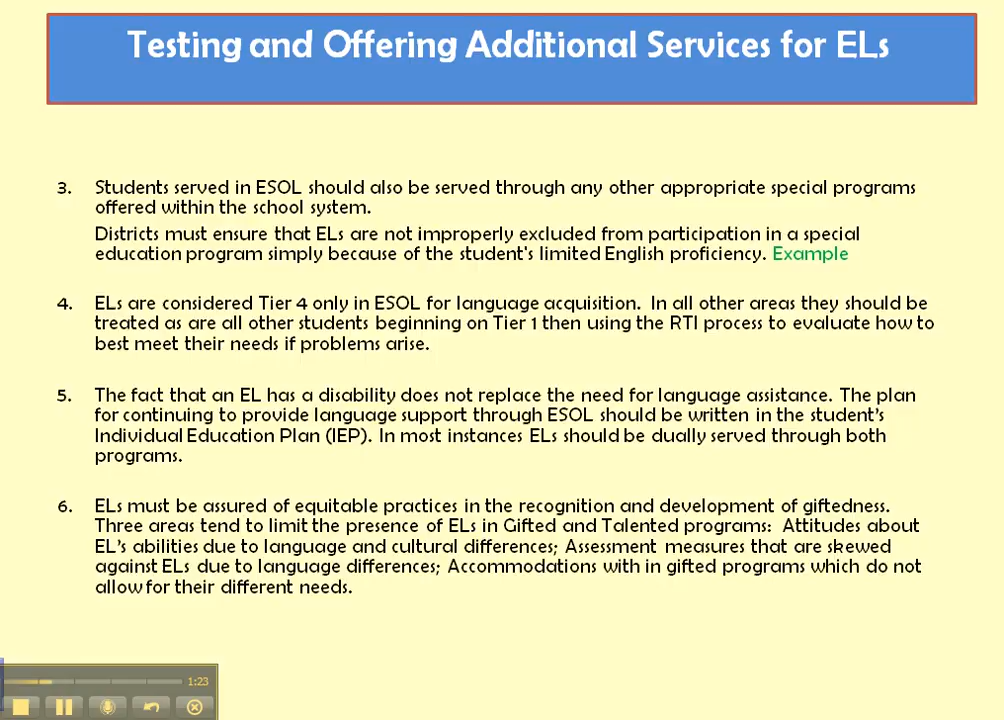 Testing and Offering Additional Services for ELs
3. Students served in ESOL should also be served through any other appropriate special programs
offered within the school system.
Districts must ensure that ELs are not improperly excluded from participation in a special
education program simply because of the student's limited English proficiency. Example
4. ELs are considered Tier 4 only in ESOL for language acquisition. In all other areas they should be
treated as are all other students beginning on Tier 1 then using the RTI process to evaluate how to
best meet their needs if problems arise.
5. The fact that an EL has a disability does not replace the need for language assistance. The plan
for continuing to provide language support through ESOL should be written in the student's
Individual Education Plan (IEP). In most instances ELs should be dually served through both
programs.
6. ELs must be assured of equitable practices in the recognition and development of giftedness.
Three areas tend to limit the presence of ELs in Gifted and Talented programs: Attitudes about
EL's abilities due to language and cultural differences; Assessment measures that are skewed
against ELs due to language differences; Accommodations with in gifted programs which do not
allow for their different needs.
1:23